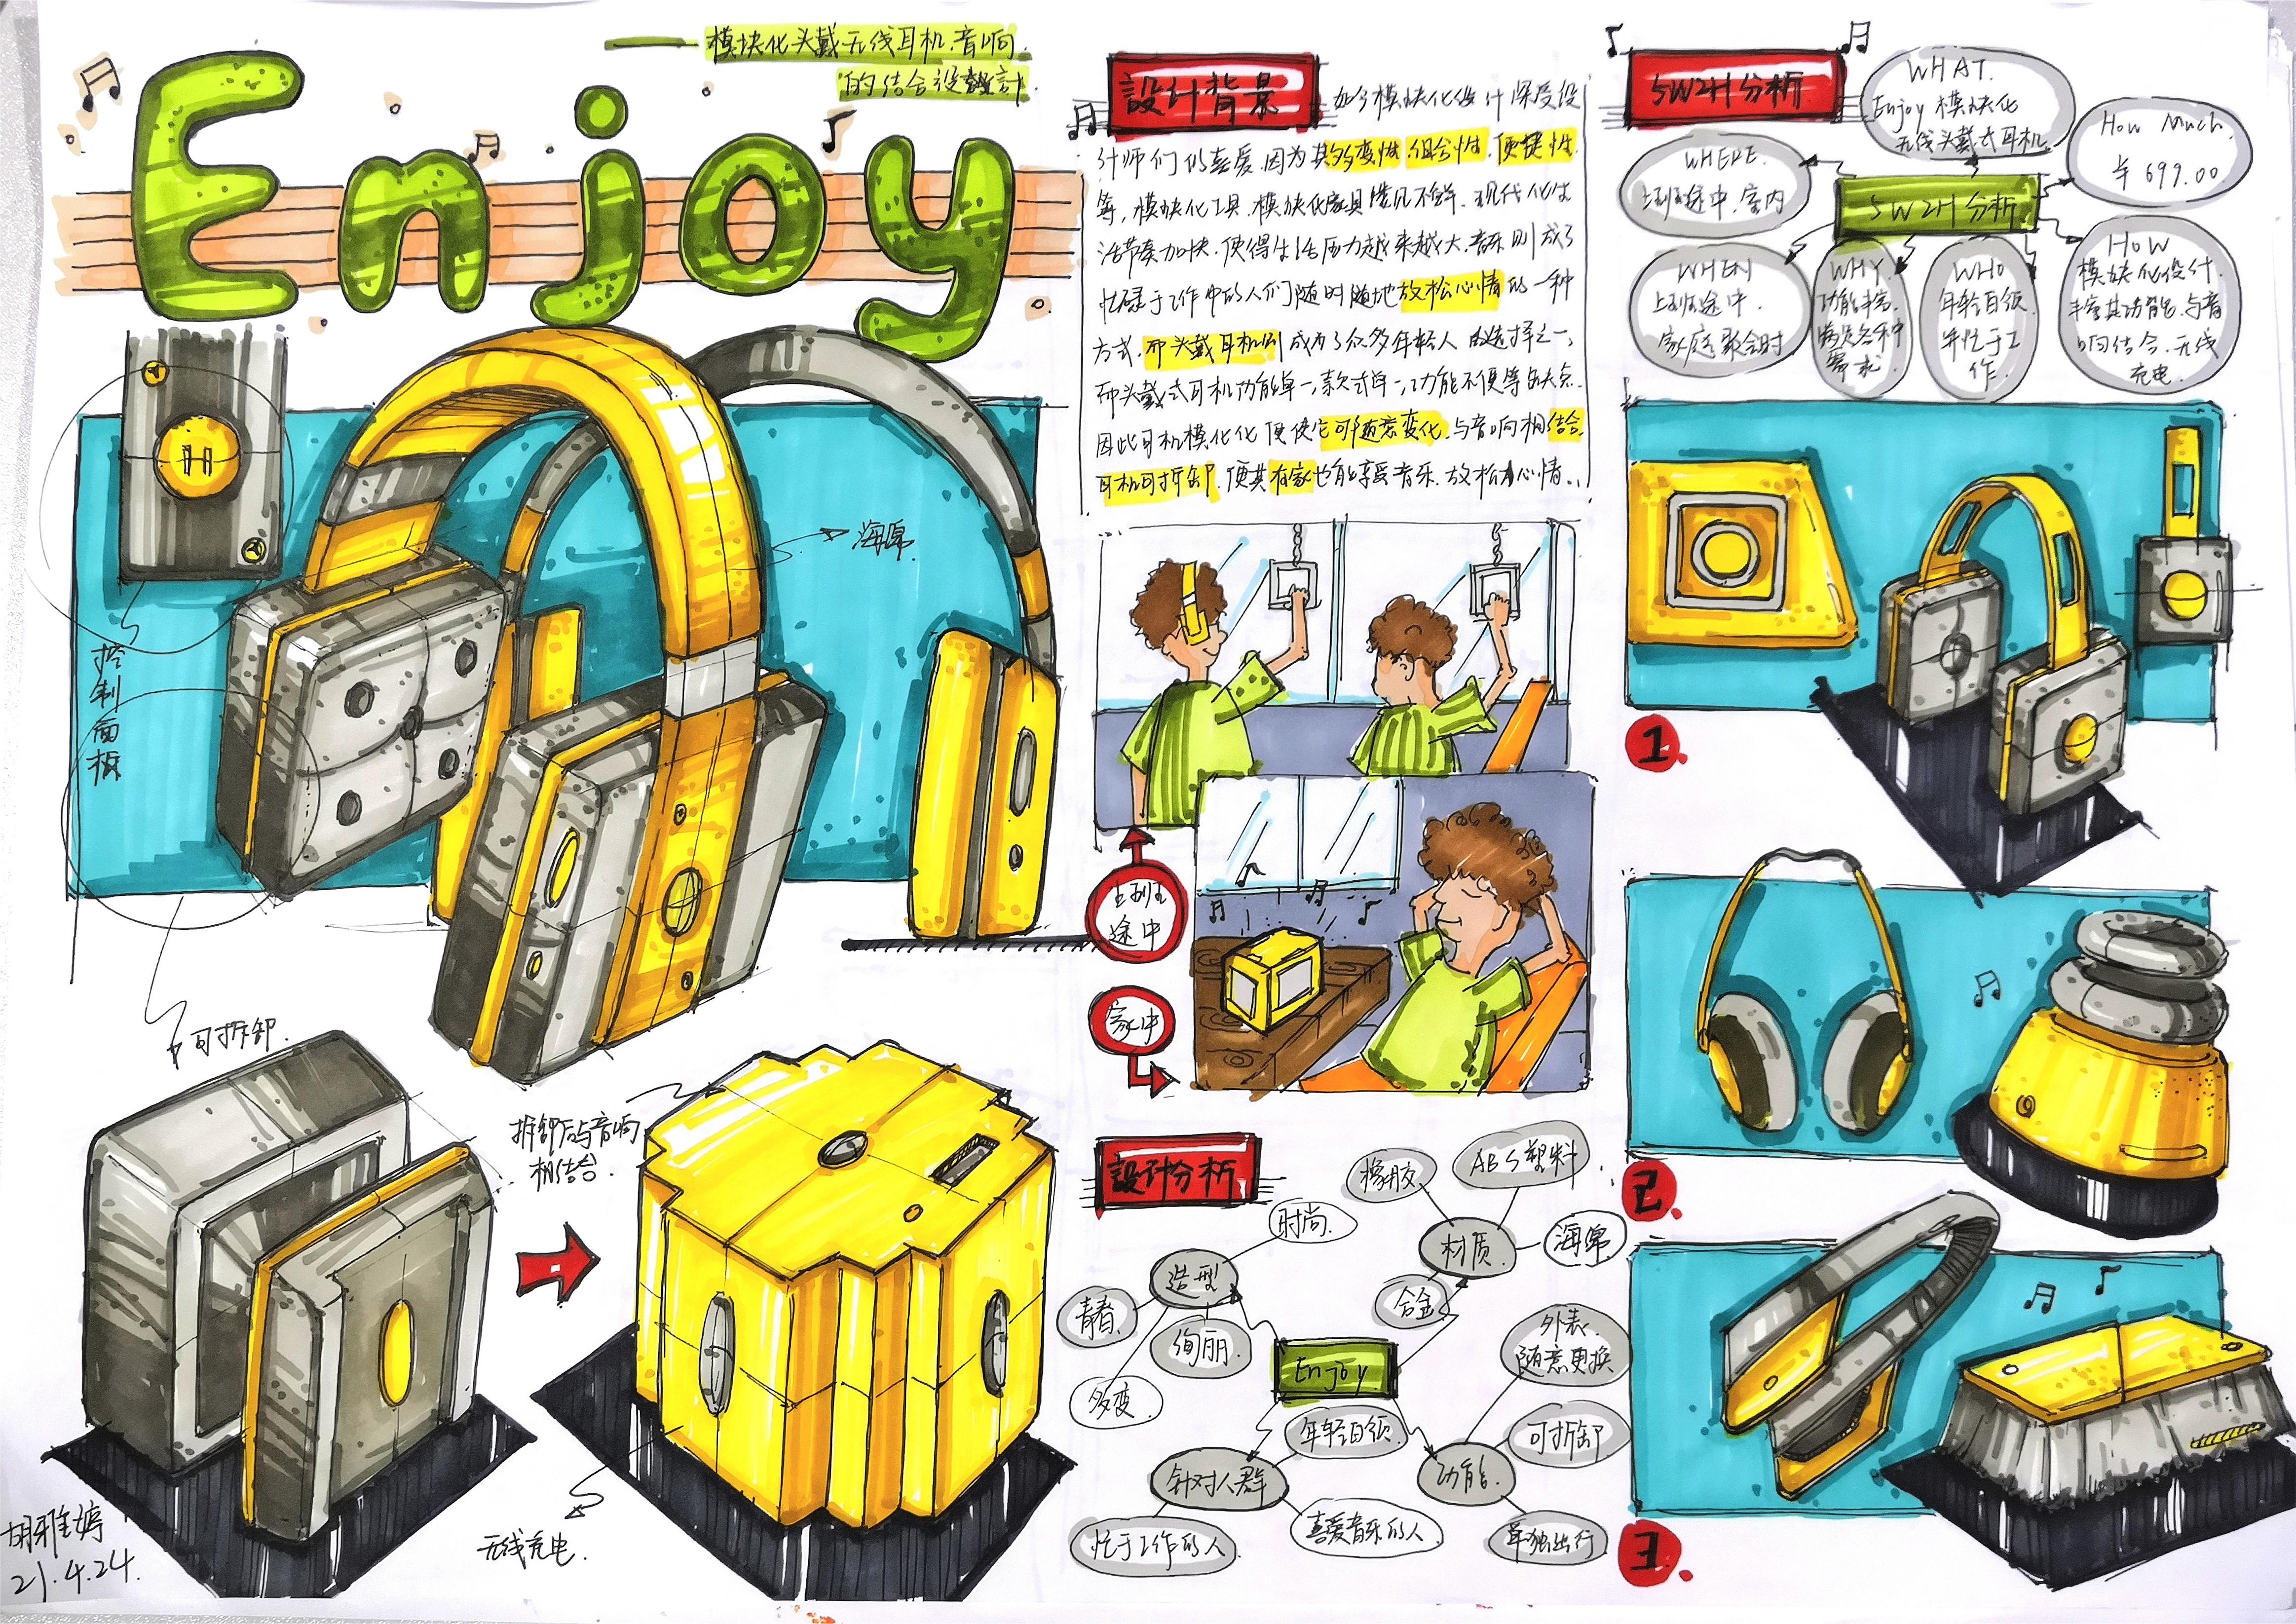 Enjoy
模块化头戴无线耳机.音响
的结合设計
控制面板
海绵
可拆卸.
拆卸后与音响
相结合.
无线充电.
胡雅婷
21.4.24.
設计背景
如今模块化设计深受设
计师们的喜爱.因为其多变性.组合性.便捷性.
等,模块化工具.模块化家具屡见不鲜.现代化生
活节奏加快.使得生活压力越来越大.音乐则成了
忙碌于工作中的人们随时随地放松心情的一种
方式.而头戴耳机则成为了众多年轻人的选择之一,
而头戴式耳机功能单一,款式单一,功能不便等的缺点.
因此耳机模化化便使它可随意变化.与音响相结合.
耳机可拆卸.使其在家也能享受音乐.放松着心情...
上班
途中
家中
設计分析
Enjoy
造型
时尚.
青春.
绚丽.
多变.
材质.
橡胶
ABS塑料
海绵
合金
针对人群
年轻白领.
忙于工作的人.
喜爱音乐的人
功能.
外表.
随意更换
可拆卸
单独出行
5W2H分析
5W2H分析
WHAT.
Enjoy 模块化
无线头戴式耳机.
How Much.
¥ 699.00
WHERE.
上班途中.室内
WHEN
上班途中.
家庭聚会时.
WHY.
功能丰富.
满足各种
需求.
WHO
年轻白领.
年忙于工
作.
HOW
模块化设计.
丰富其功能.与音
响结合.无线
充电.
1.
2.
3.